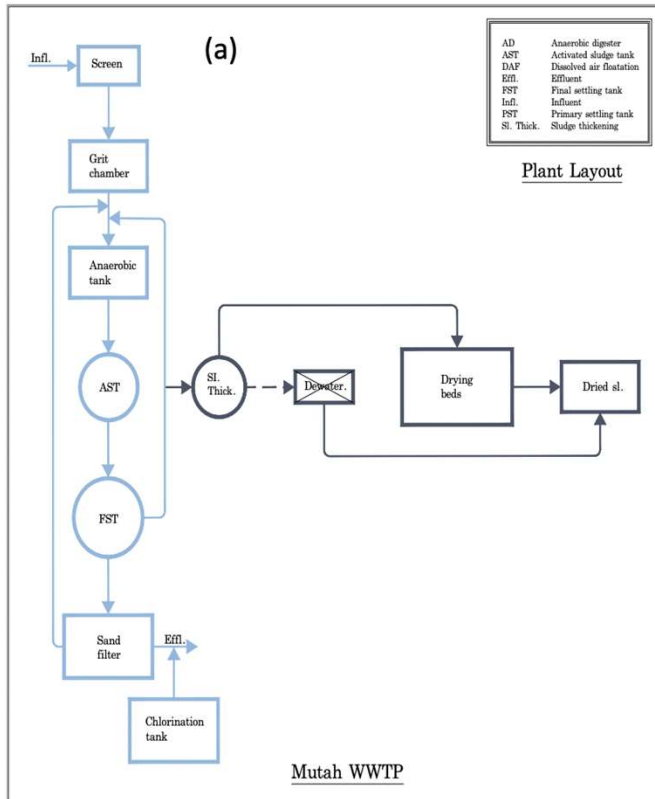 (a)
Infl.
Screen
Grit
chamber
Anaerobic
tank
AST
FST
Sand
filter
Effl.
Chlorination
tank
Sl.
Thick.
Dewater.
Drying
beds
Dried sl.
AD Anaerobic digester
AST Activated sludge tank
DAF Dissolved air floatation
Effl. Effluent
FST Final settling tank
Infl. Influent
PST Primary settling tank
Sl. Thick. Sludge thickening
Plant Layout
Mutah WWTP